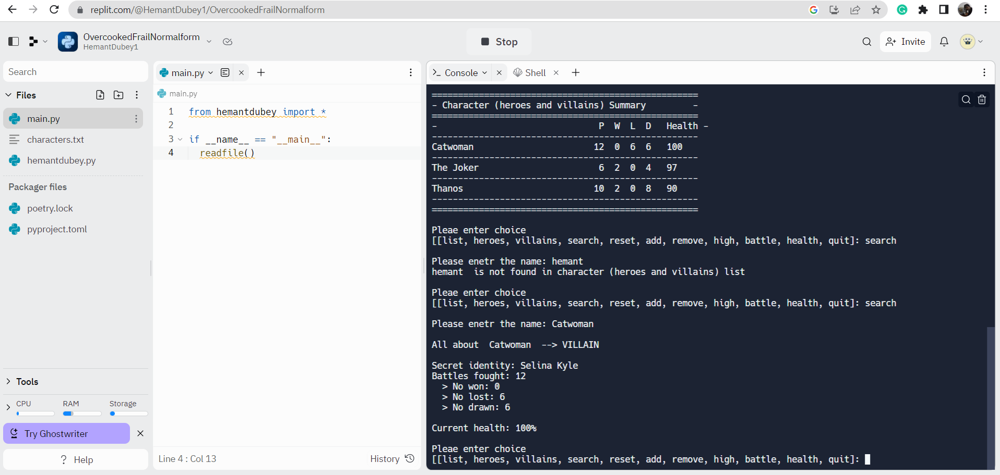 replit.com/@HemantDubey1/OvercookedFrailNormalform
OvercookedFrailNormalform
HemantDubey1
Stop
Invite
Search
Files
main.py
characters.txt
hemantdubey.py
Packager files
poetry.lock
pyproject.toml
Tools
CPU RAM Storage
Try Ghostwriter
? Help
main.py
main.py
1 from hemantdubey import *
2
3 if __name__ == "__main__":
4 readfile()
Line 4 : Col 13
History
>_ Console
Shell
===================================================
- Character (heroes and villains) Summary         -
===================================================
-                               P  W  L  D   Health -
---------------------------------------------------
Catwoman                       12  0  6  6   100
---------------------------------------------------
The Joker                       6  2  0  4   97
---------------------------------------------------
Thanos                         10  2  0  8   90
---------------------------------------------------
===================================================
Pleae enter choice
[[list, heroes, villains, search, reset, add, remove, high, battle, health, quit]: search
Please enetr the name: hemant
hemant  is not found in character (heroes and villains) list
Pleae enter choice
[[list, heroes, villains, search, reset, add, remove, high, battle, health, quit]: search
Please enetr the name: Catwoman
All about  Catwoman  --> VILLAIN
Secret identity: Selina Kyle
Battles fought: 12
  > No won: 0
  > No lost: 6
  > No drawn: 6
Current health: 100%
Pleae enter choice
[[list, heroes, villains, search, reset, add, remove, high, battle, health, quit]: